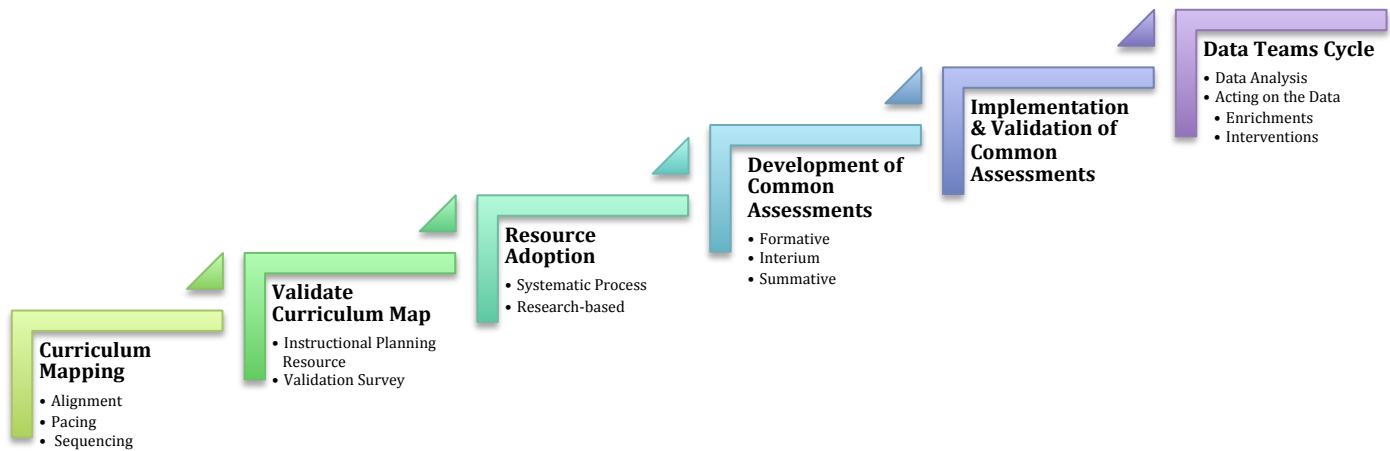 Curriculum
Mapping
• Alignment
• Pacing
• Sequencing
Validate
Curriculum Map
• Instructional Planning
Resource
• Validation Survey
Resource
Adoption
• Systematic Process
• Research-based
Development of
Common
Assessments
• Formative
• Interium
• Summative
Implementation
& Validation of
Common
Assessments
Data Teams Cycle
• Data Analysis
• Acting on the Data
• Enrichments
• Interventions